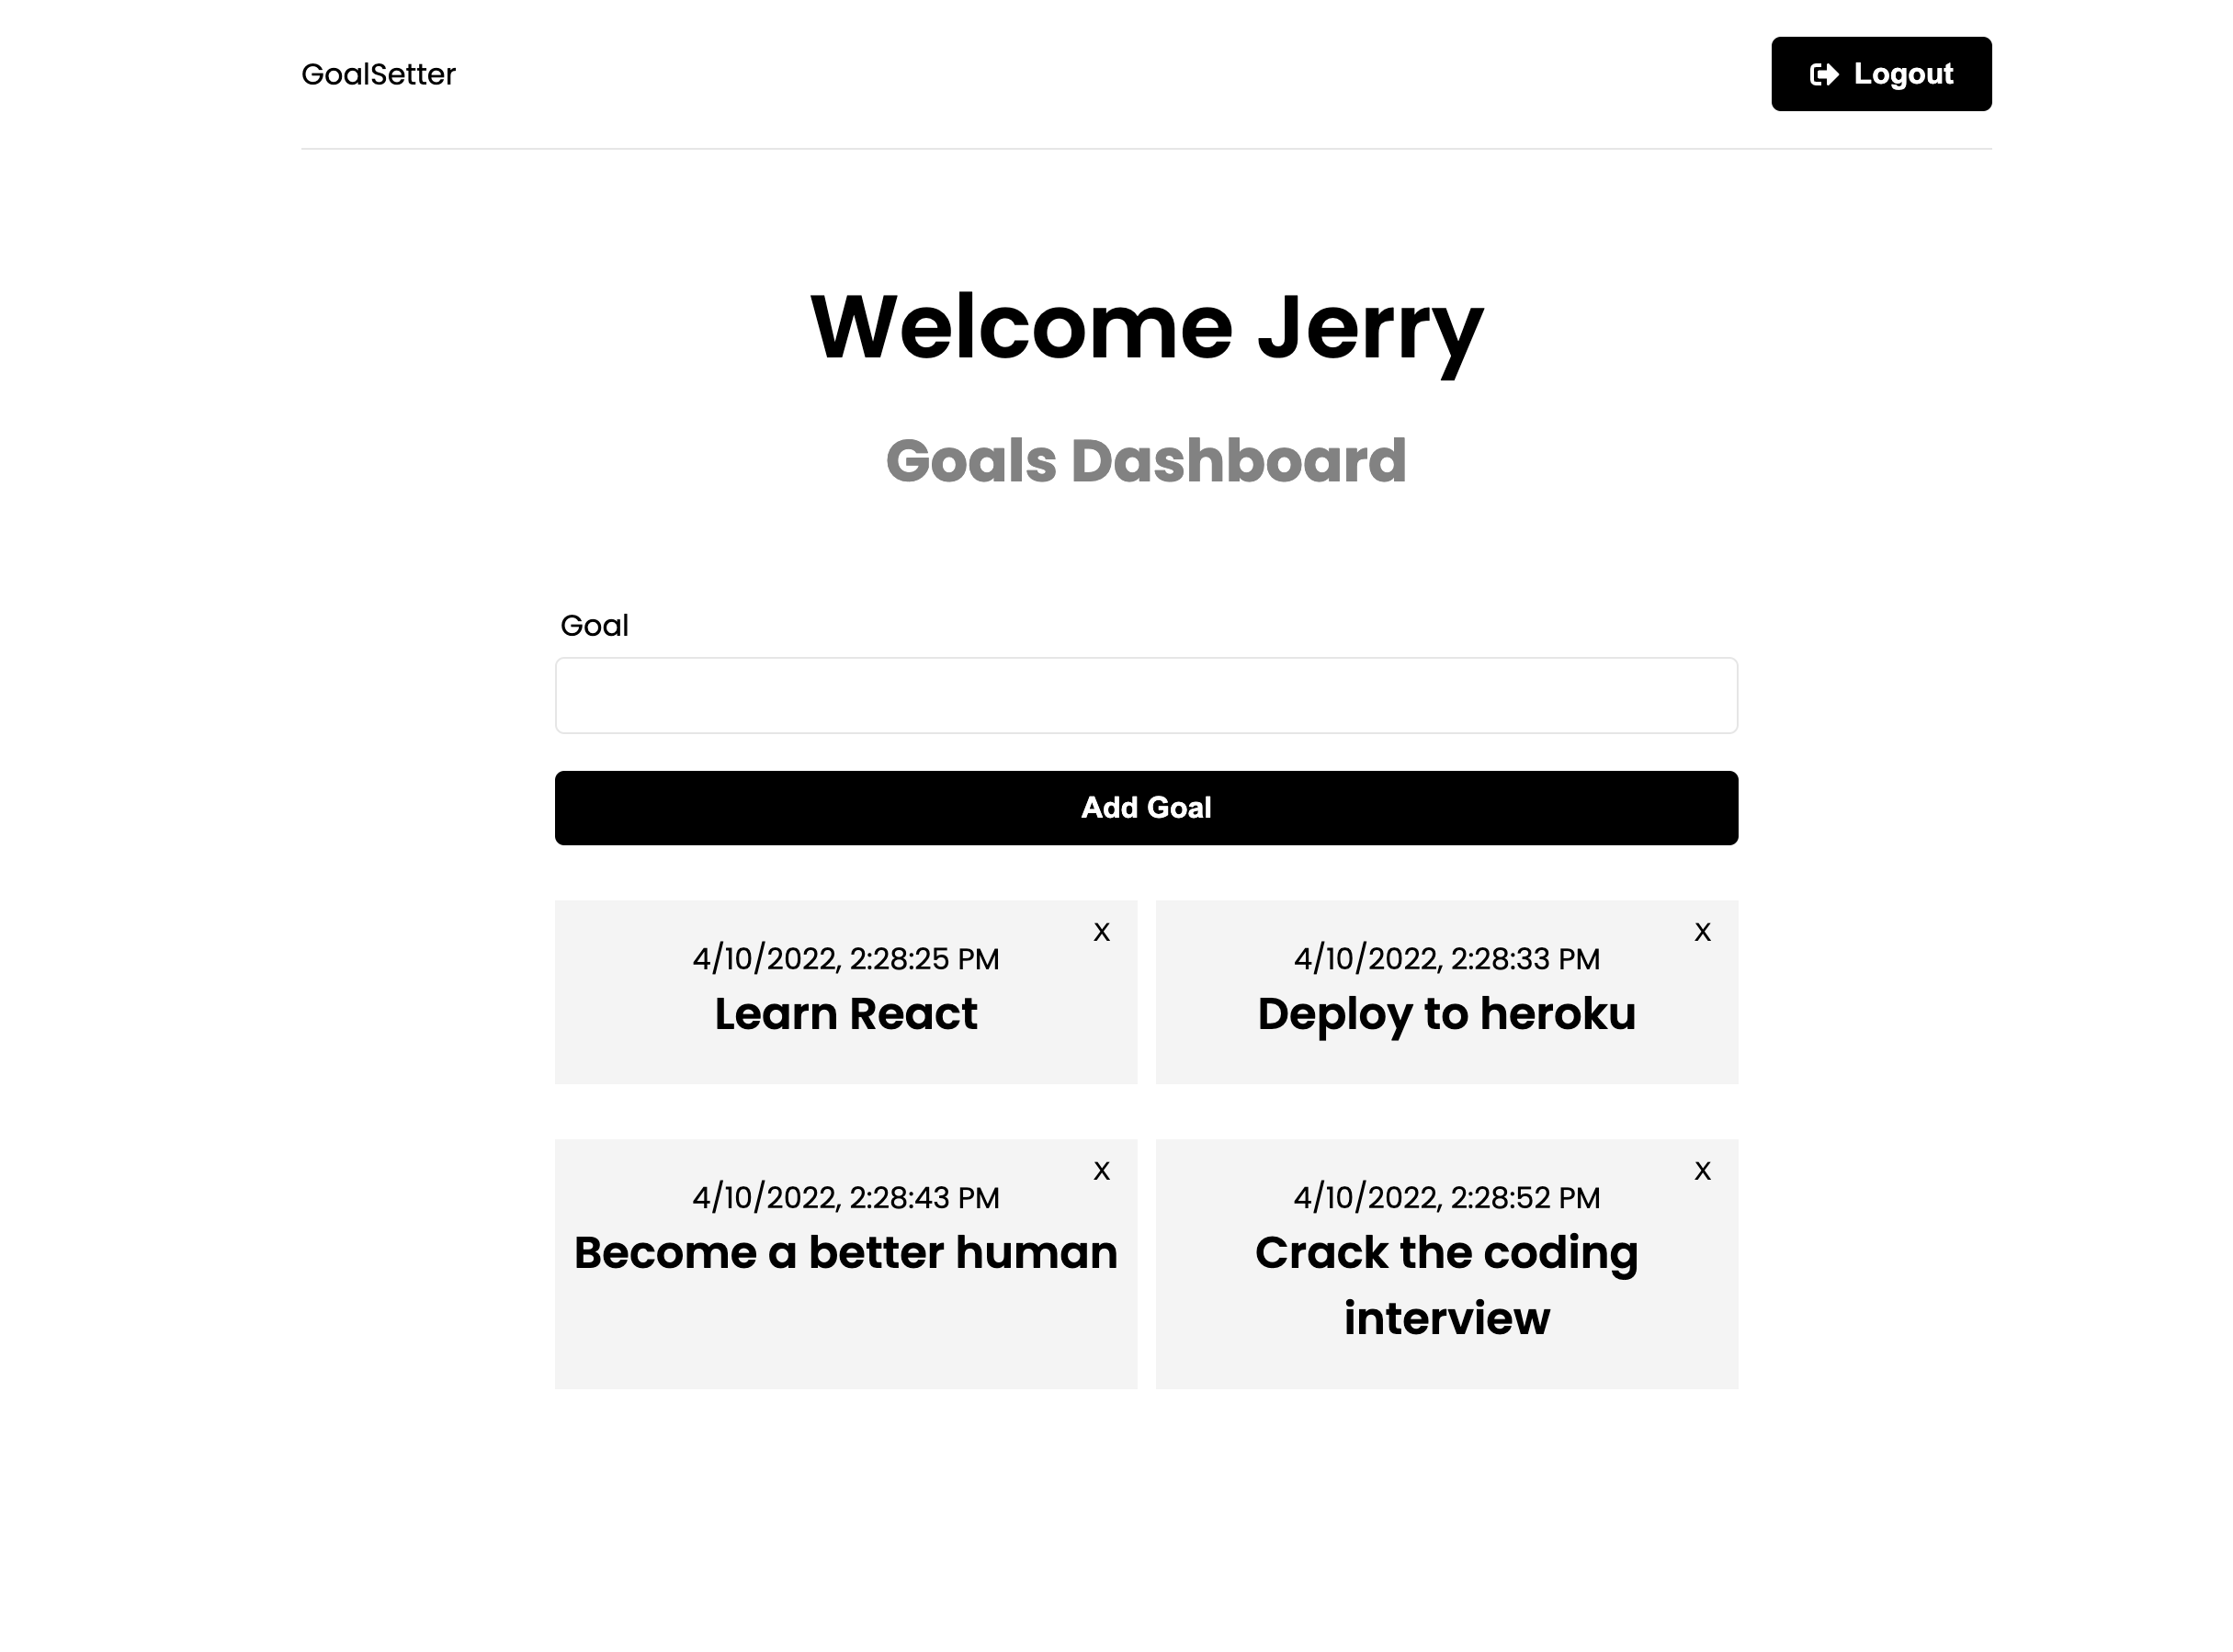 GoalSetter
Logout
Welcome Jerry
Goals Dashboard
Goal
Add Goal
X
4/10/2022, 2:28:25 PM
Learn React
X
4/10/2022, 2:28:33 PM
Deploy to heroku
X
4/10/2022, 2:28:43 PM
Become a better human
X
4/10/2022, 2:28:52 PM
Crack the coding
interview